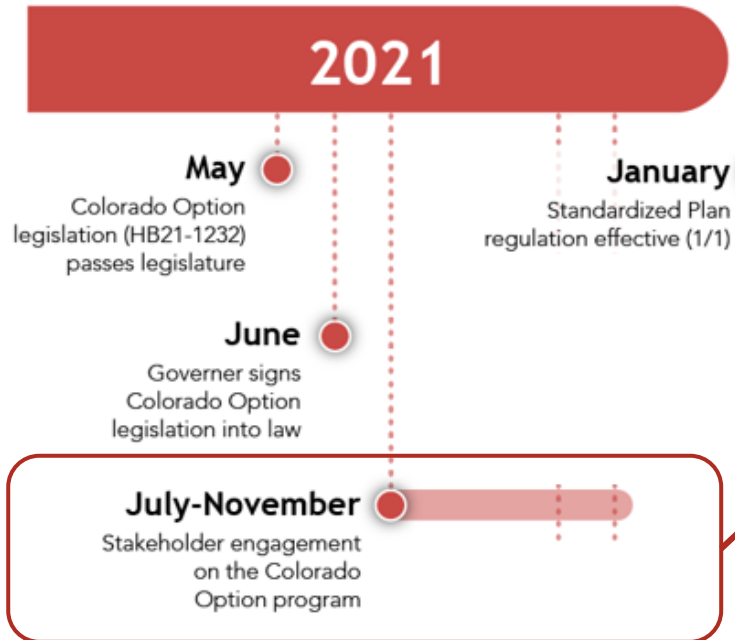 2021
May
Colorado Option
legislation (HB21-1232)
passes legislature
January
Standardized Plan
regulation effective (1/1)
June
Governer signs
Colorado Option
legislation into law
July-November
Stakeholder engagement
on the Colorado
Option program